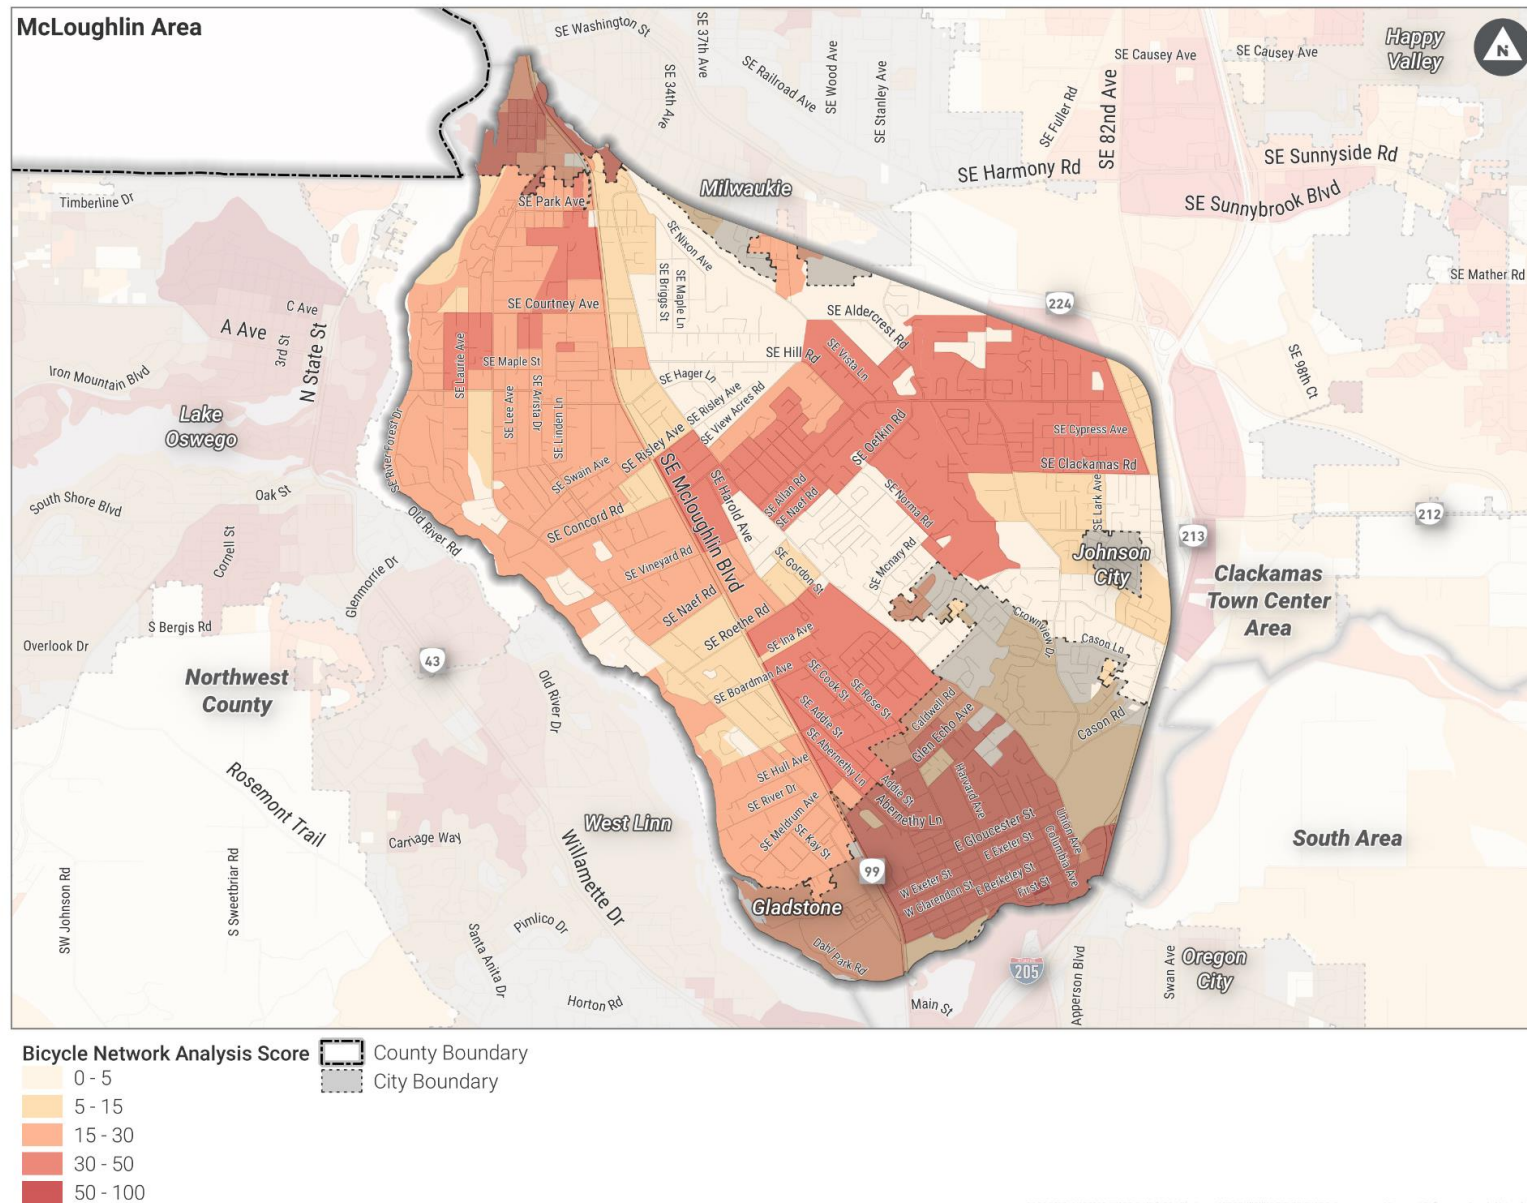 McLoughlin Area
SE Washington St
SE 37th Ave
SE 34th Ave
SE Railroad Ave
SE Wood Ave
SE Stanley Ave
SE Fuller Rd
SE 82nd Ave
SE Causey Ave
SE Causey Ave
Happy
Valley
N
SE Harmony Rd
SE Sunnyside Rd
SE Sunnybrook Blvd
Milwaukie
Timberline Dr
SE Park Ave
SE Nixon Ave
SE Briggs St
SE Maple Ln
SE Mather Rd
C Ave
A Ave
3rd St
N State St
SE Courtney Ave
SE Aldercrest Rd
224
Iron Mountain Blvd
SE Laurie Ave
SE Maple St
SE Lee Ave
SE Arista Dr
SE Linden Ln
SE Hill Rd
SE Vista Ln
SE Hager Ln
SE Risley Ave
SE View Acres Rd
SE 98th Ct
Lake
Oswego
SE River Forest Dr
SE Risley Ave
SE Oetkin Rd
SE Cypress Ave
SE Clackamas Rd
SE Swain Ave
SE Mcloughlin Blvd
SE Harold Ave
SE Allan Rd
SE Naef Rd
SE Norma Rd
SE Lark Ave
South Shore Blvd
Oak St
Old River Rd
SE Concord Rd
212
213
Cornell St
Glenmorrie Dr
SE Vineyard Rd
SE Gordon St
SE Mcnary Rd
Johnson
City
Clackamas
Town Center
Area
SE Naef Rd
SE Roethe Rd
S Bergis Rd
Overlook Dr
43
SE Ina Ave
Crownview Dr
Cason Ln
Northwest
County
Old River Dr
SE Boardman Ave
SE Cook St
SE Rose St
SE Addie St
SE Abernethy Ln
Caldwell Rd
Glen Echo Ave
Cason Rd
Rosemont Trail
SE Hull Ave
SE River Dr
SE Meldrum Ave
SE Kay St
Addie St
Abernethy Ln
Harvard Ave
E Gloucester St
E Exeter St
Union Ave
Columbia Ave
West Linn
South Area
Carriage Way
Willamette Dr
99
W Exeter St
W Clarendon St
E Berkeley St
First St
SW Johnson Rd
S Sweetbriar Rd
Gladstone
Pimlico Dr
Santa Anita Dr
Dahl Park Rd
Horton Rd
Main St
205
Apperson Blvd
Swan Ave
Oregon
City
Bicycle Network Analysis Score
0 - 5
5 - 15
15 - 30
30 - 50
50 - 100
County Boundary
City Boundary